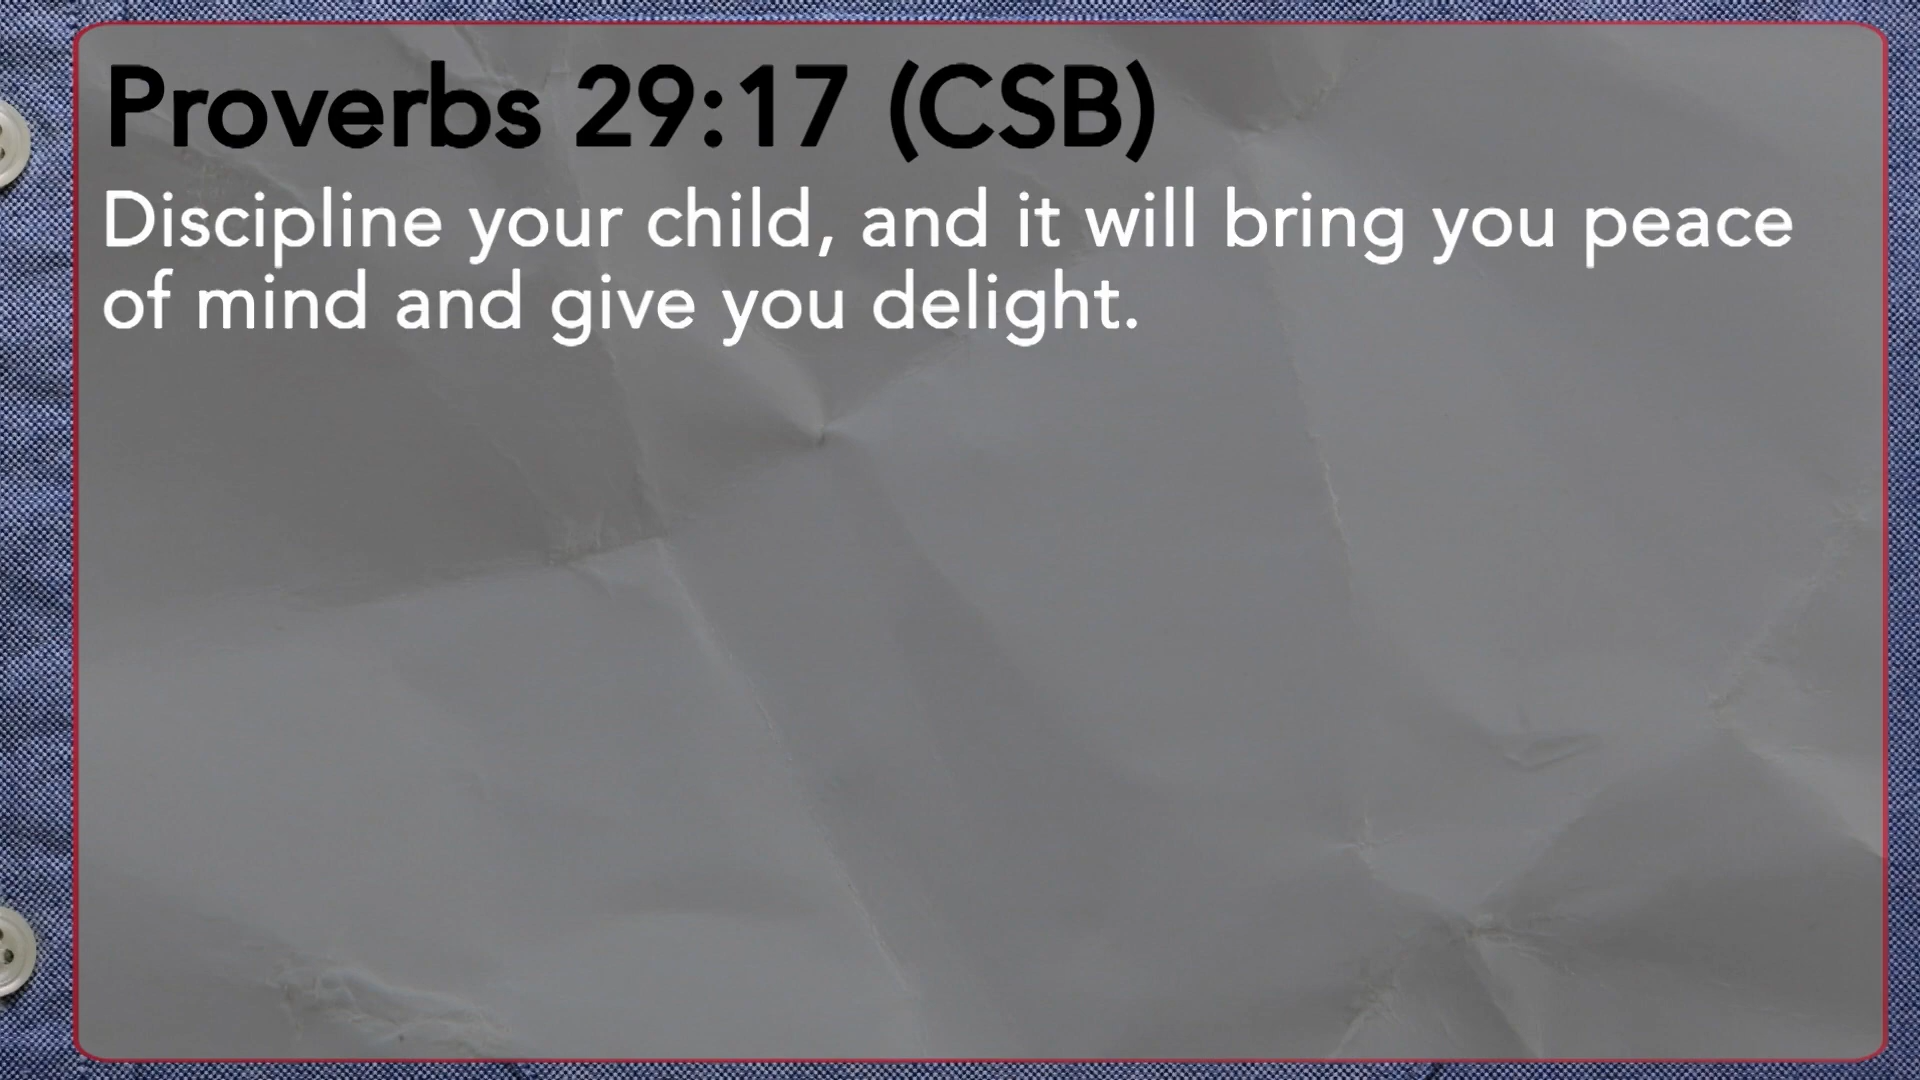 Proverbs 29:17 (CSB)
Discipline your child, and it will bring you peace
of mind and give you delight.